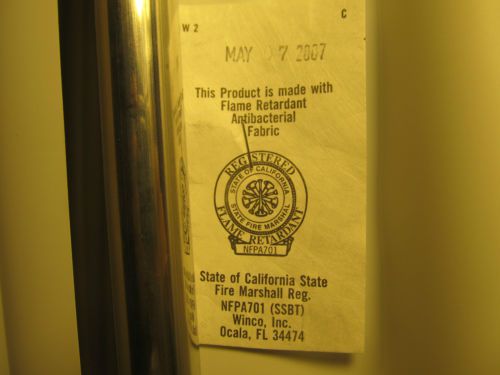 W 2 C
MAY 7 2007
This Product is made with
Flame Retardant
Antibacterial
Fabric
REGISTERED
STATE OF CALIFORNIA
STATE FIRE MARSHAL
FLAME RETARDANT
NFPA701
State of California State
Fire Marshall Reg.
NFPA701 (SSBT)
Winco, Inc.
Ocala, FL 34474